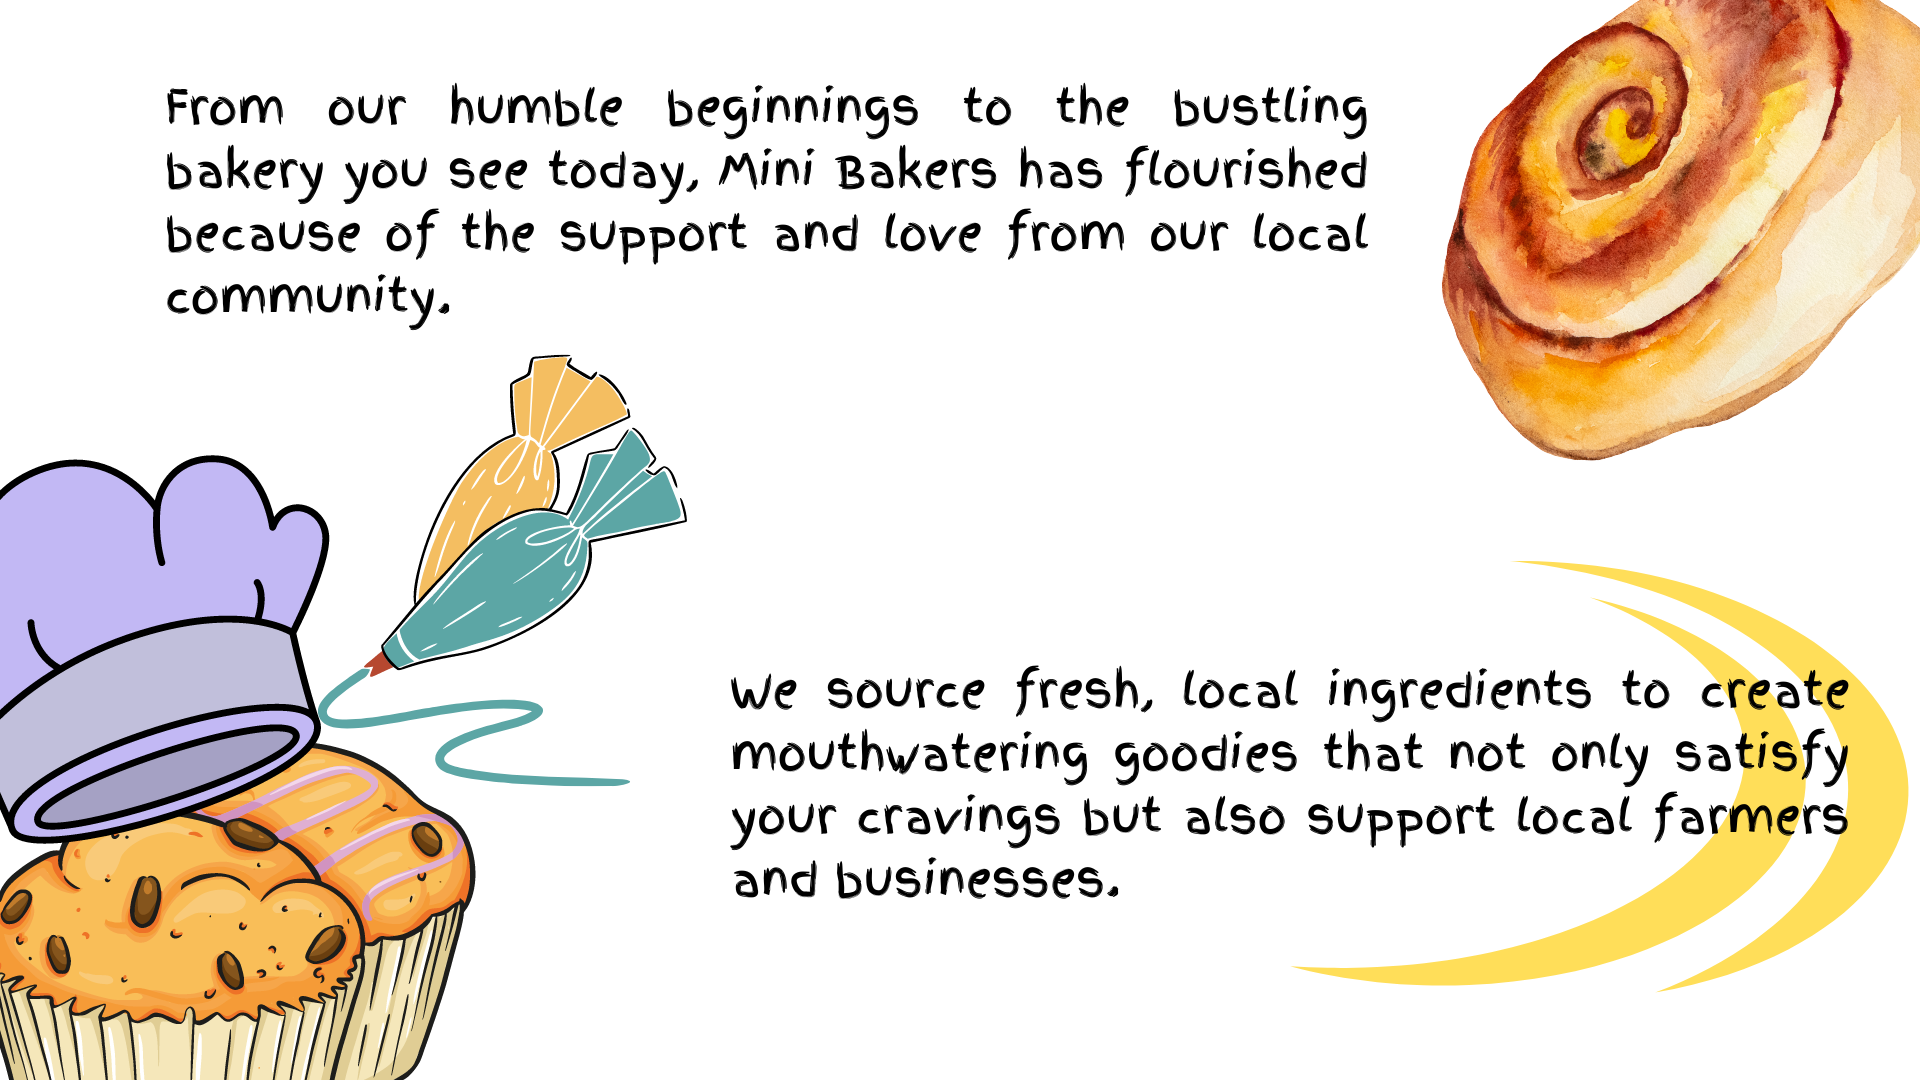 From our humble beginnings to the bustling
bakery you see today, Mini Bakers has flourished
because of the support and love from our local
community.
We source fresh, local ingredients to create
mouthwatering goodies that not only satisfy
your cravings but also support local farmers
and businesses.